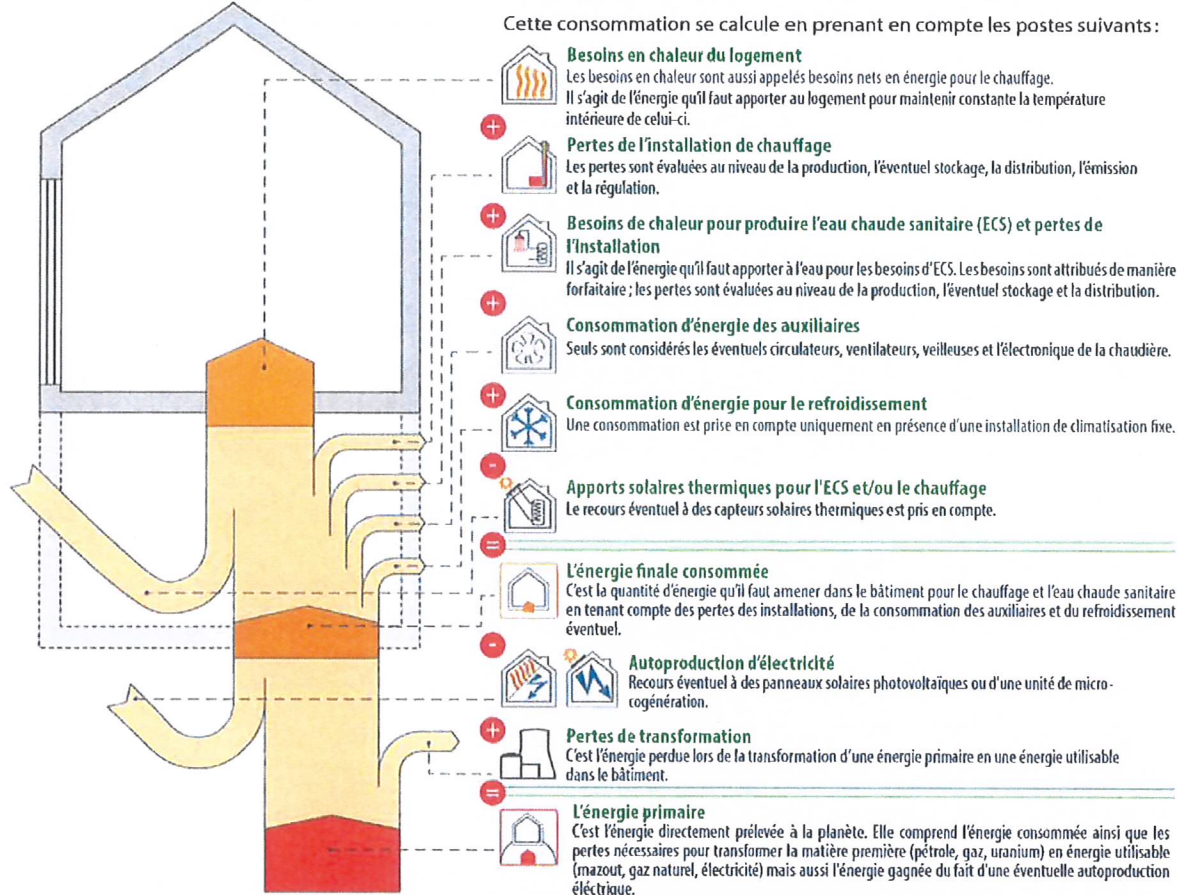 Cette consommation se calcule en prenant en compte les postes suivants :
Besoins en chaleur du logement
Les besoins en chaleur sont aussi appelés besoins nets en énergie pour le chauffage.
Il s'agit de l'énergie qu'il faut apporter au logement pour maintenir constante la température
intérieure de celui-ci.
+
Pertes de l'installation de chauffage
Les pertes sont évaluées au niveau de la production, l'éventuel stockage, la distribution, l'émission
et la régulation.
+
Besoins de chaleur pour produire l'eau chaude sanitaire (ECS) et pertes de
l'installation
Il s'agit de l'énergie qu'il faut apporter à l'eau pour les besoins d'ECS. Les besoins sont attribués de manière
forfaitaire ; les pertes sont évaluées au niveau de la production, l'éventuel stockage et la distribution.
+
Consommation d'énergie des auxiliaires
Seuls sont considérés les éventuels circulateurs, ventilateurs, veilleuses et l'électronique de la chaudière.
+
Consommation d'énergie pour le refroidissement
Une consommation est prise en compte uniquement en présence d'une installation de climatisation fixe.
-
Apports solaires thermiques pour l'ECS et/ou le chauffage
Le recours éventuel à des capteurs solaires thermiques est pris en compte.
=
L'énergie finale consommée
C'est la quantité d'énergie qu'il faut amener dans le bâtiment pour le chauffage et l'eau chaude sanitaire
en tenant compte des pertes des installations, de la consommation des auxiliaires et du refroidissement
éventuel.
-
Autoproduction d'électricité
Recours éventuel à des panneaux solaires photovoltaïques ou d'une unité de micro-
cogénération.
+
Pertes de transformation
C'est l'énergie perdue lors de la transformation d'une énergie primaire en une énergie utilisable
dans le bâtiment.
=
L'énergie primaire
C'est l'énergie directement prélevée à la planète. Elle comprend l'énergie consommée ainsi que les
pertes nécessaires pour transformer la matière première (pétrole, gaz, uranium) en énergie utilisable
(mazout, gaz naturel, électricité) mais aussi l'énergie gagnée du fait d'une éventuelle autoproduction
éléctrique.